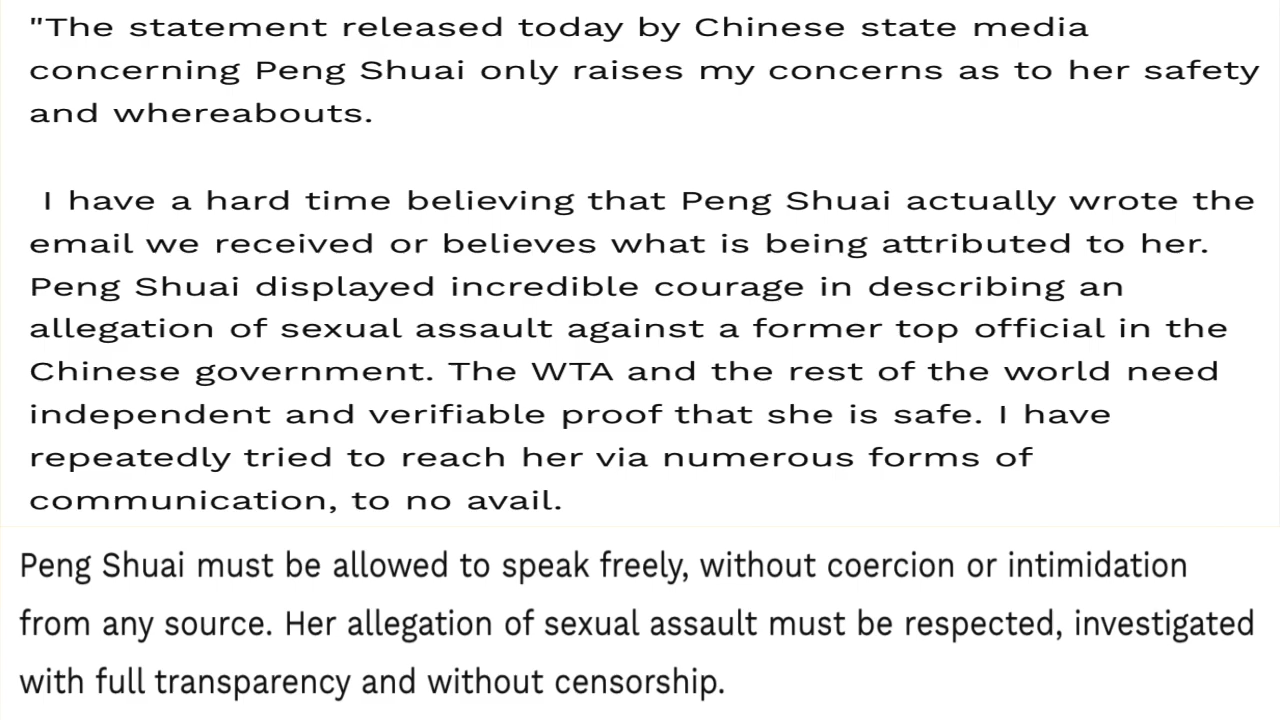 "The statement released today by Chinese state media
concerning Peng Shuai only raises my concerns as to her safety
and whereabouts.
I have a hard time believing that Peng Shuai actually wrote the
email we received or believes what is being attributed to her.
Peng Shuai displayed incredible courage in describing an
allegation of sexual assault against a former top official in the
Chinese government. The WTA and the rest of the world need
independent and verifiable proof that she is safe. I have
repeatedly tried to reach her via numerous forms of
communication, to no avail.
Peng Shuai must be allowed to speak freely, without coercion or intimidation
from any source. Her allegation of sexual assault must be respected, investigated
with full transparency and without censorship.